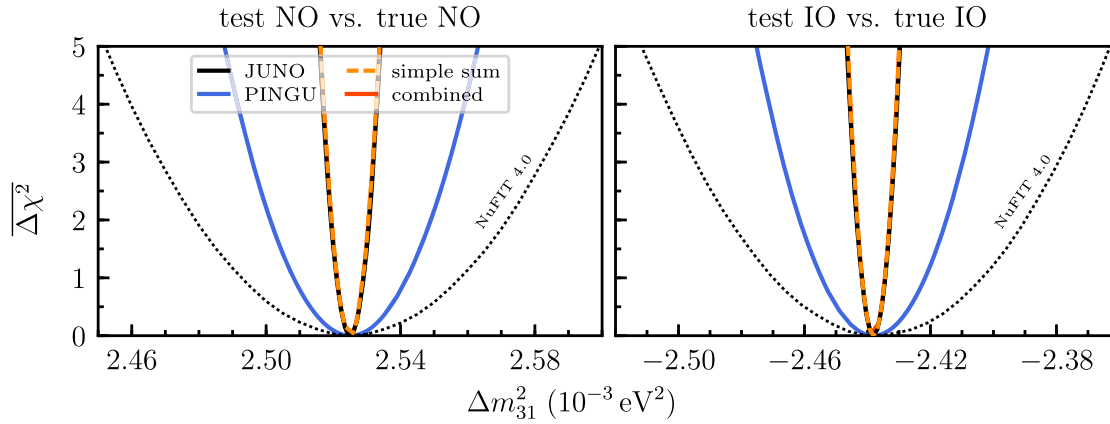 test NO vs. true NO
test IO vs. true IO
5
4
3
2
1
0
JUNO
PINGU
simple sum
combined
NuFIT 4.0
NuFIT 4.0
2.46 2.50 2.54 2.58
−2.50 −2.46 −2.42 −2.38
Δχ²
Δm²₃₁ (10⁻³ eV²)